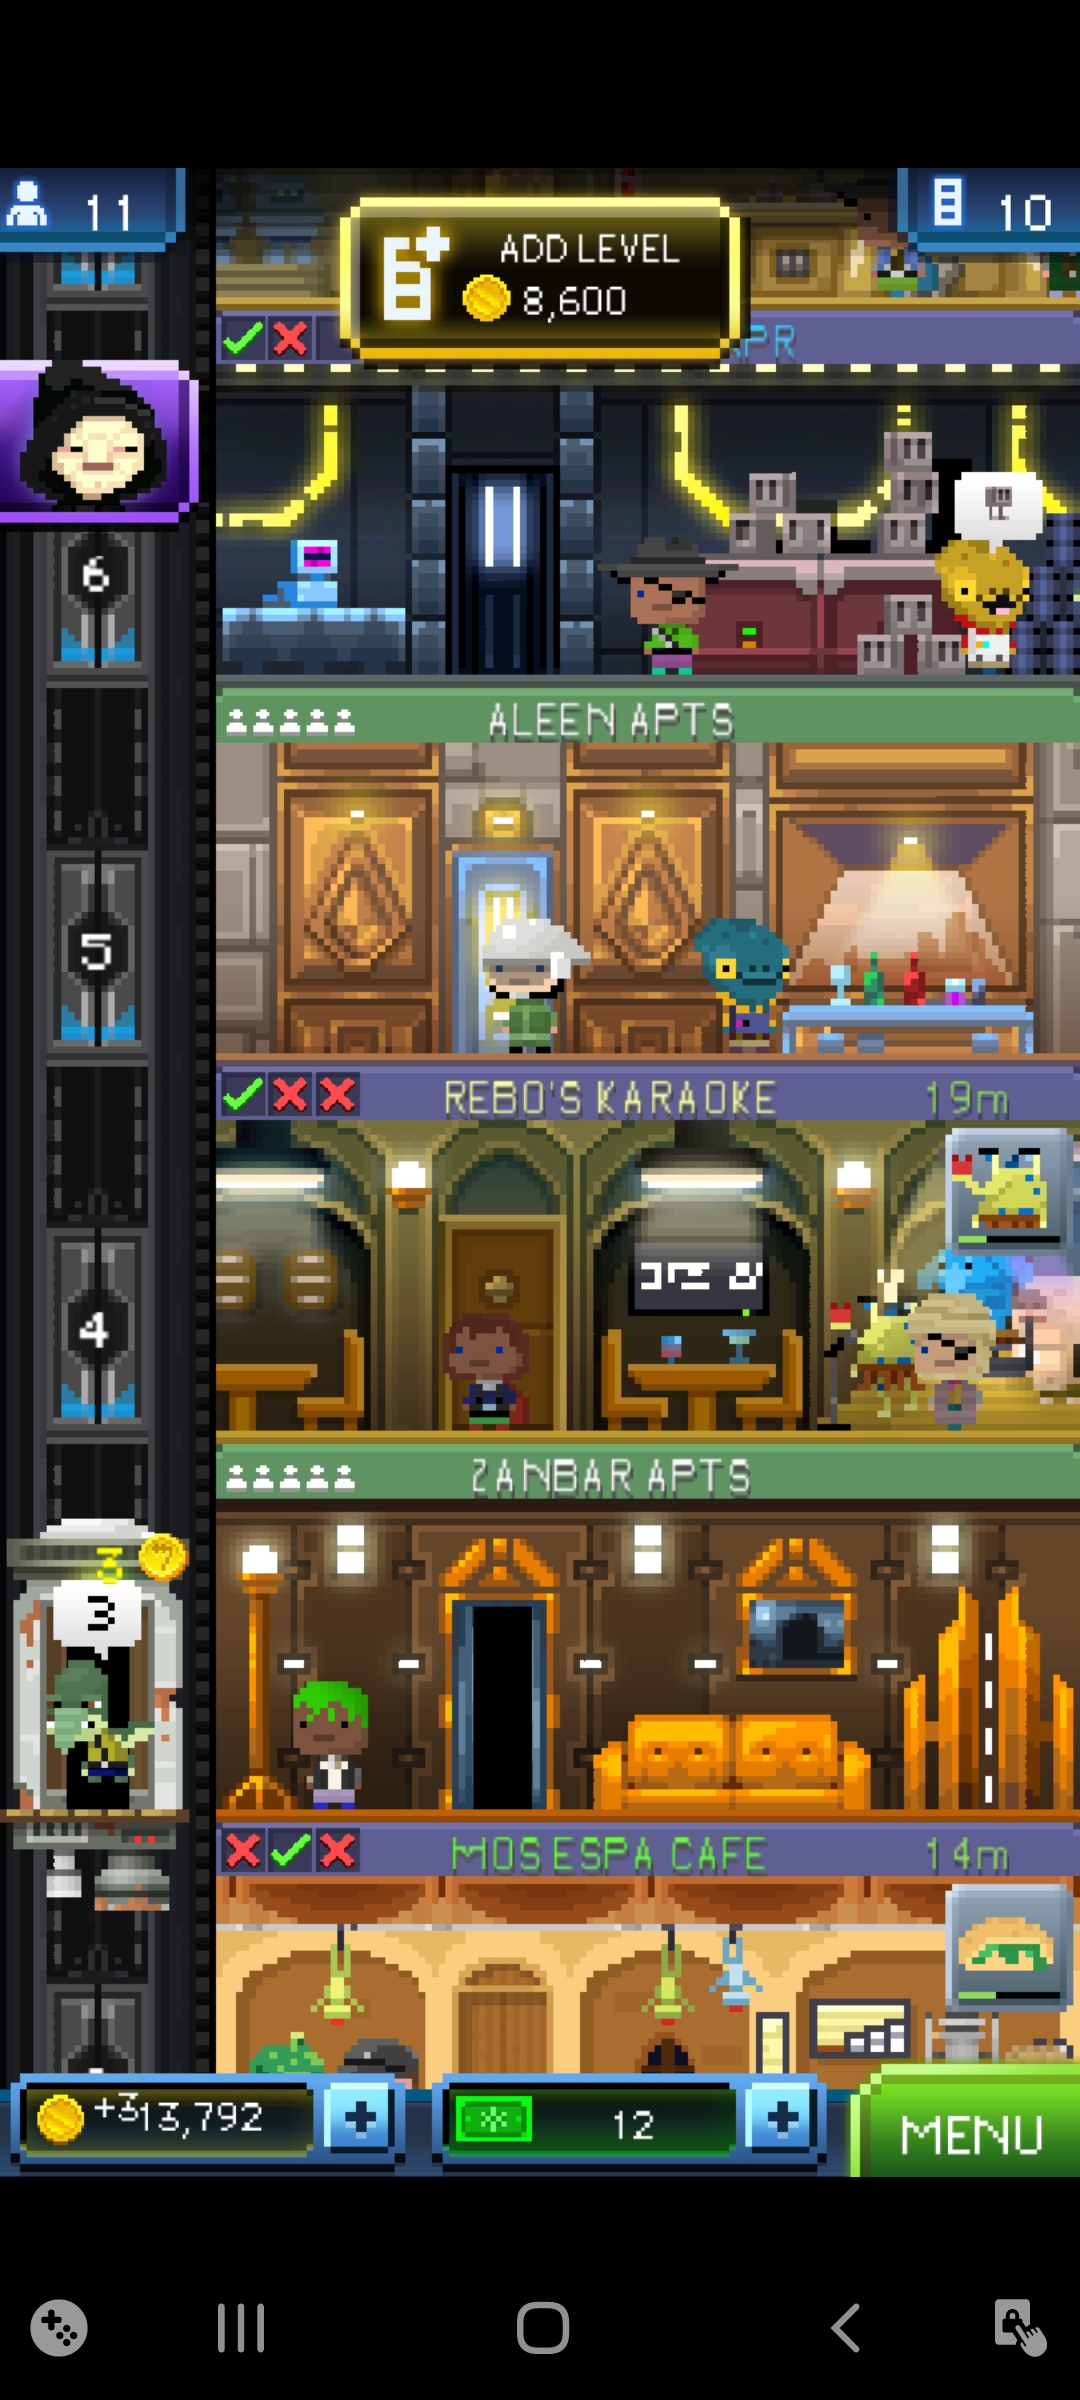 11
ADD LEVEL
8,600
10
PR
6
ALEEN APTS
5
REBO'S KARAOKE 19m
4
ZANBAR APTS
3
3
MOS ESPA CAFE 14m
+3
13,792
12
MENU